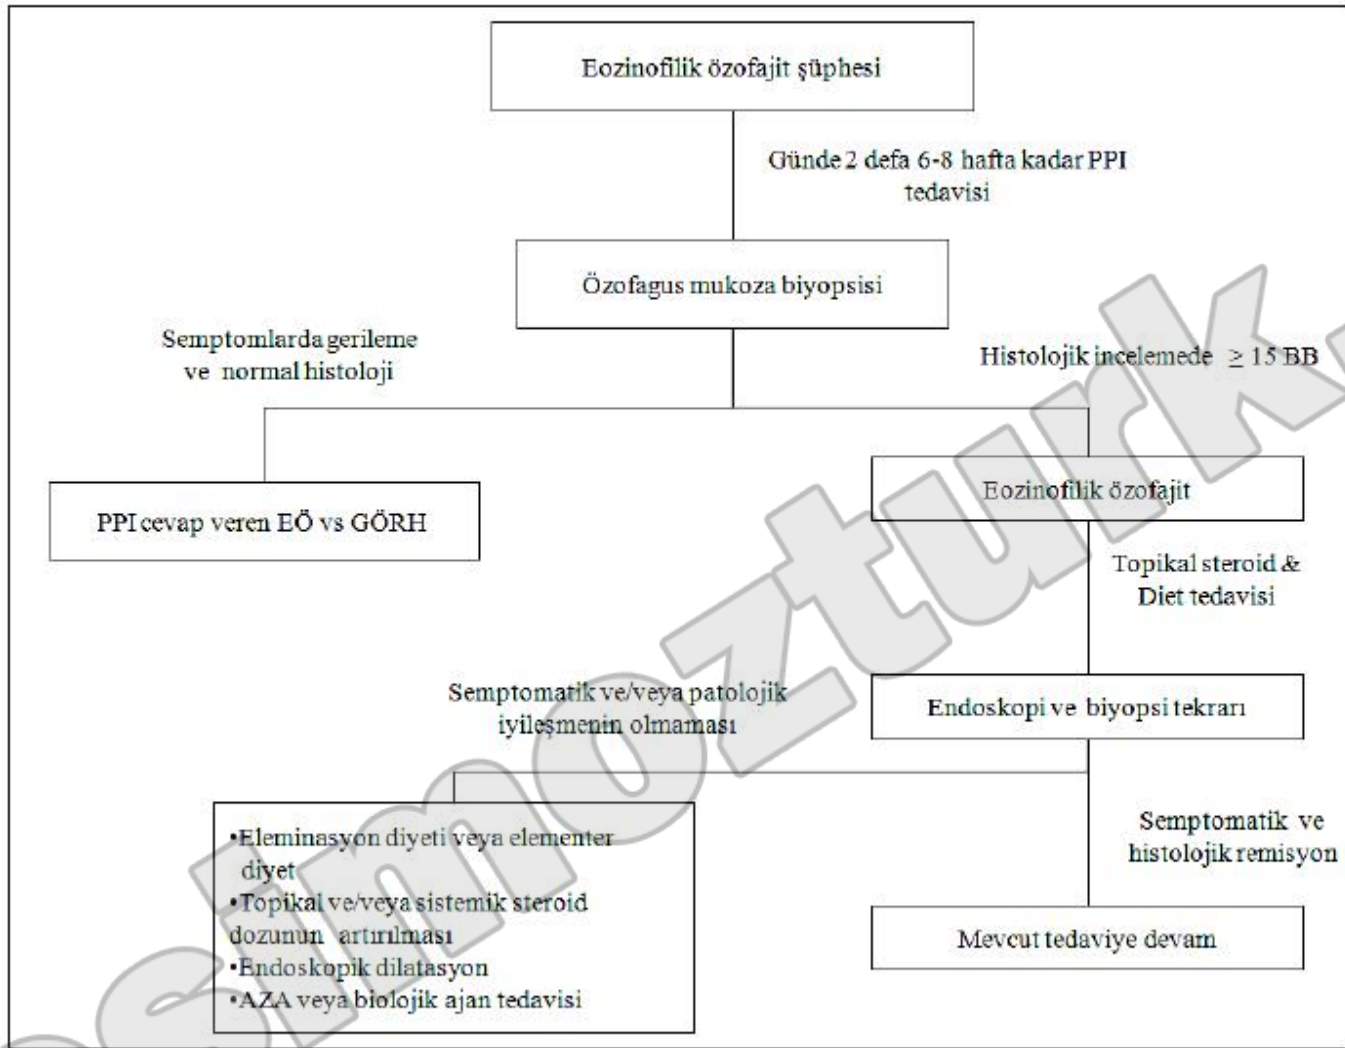 Eozinofilik özofajit şüphesi
Günde 2 defa 6-8 hafta kadar PPI
tedavisi
Özofagus mukoza biyopsisi
Semptomlarda gerileme
ve normal histoloji
Histolojik incelemede ≥ 15 BB
PPI cevap veren EÖ vs GÖRH
Eozinofilik özofajit
Topikal steroid &
Diet tedavisi
Semptomatik ve/veya patolojik
iyileşmenin olmaması
Endoskopi ve biyopsi tekrarı
•Eleminasyon diyeti veya elementer
diyet
•Topikal ve/veya sistemik steroid
dozunun artırılması
•Endoskopik dilatasyon
•AZA veya biolojik ajan tedavisi
Semptomatik ve
histolojik remisyon
Mevcut tedaviye devam
simozturk.